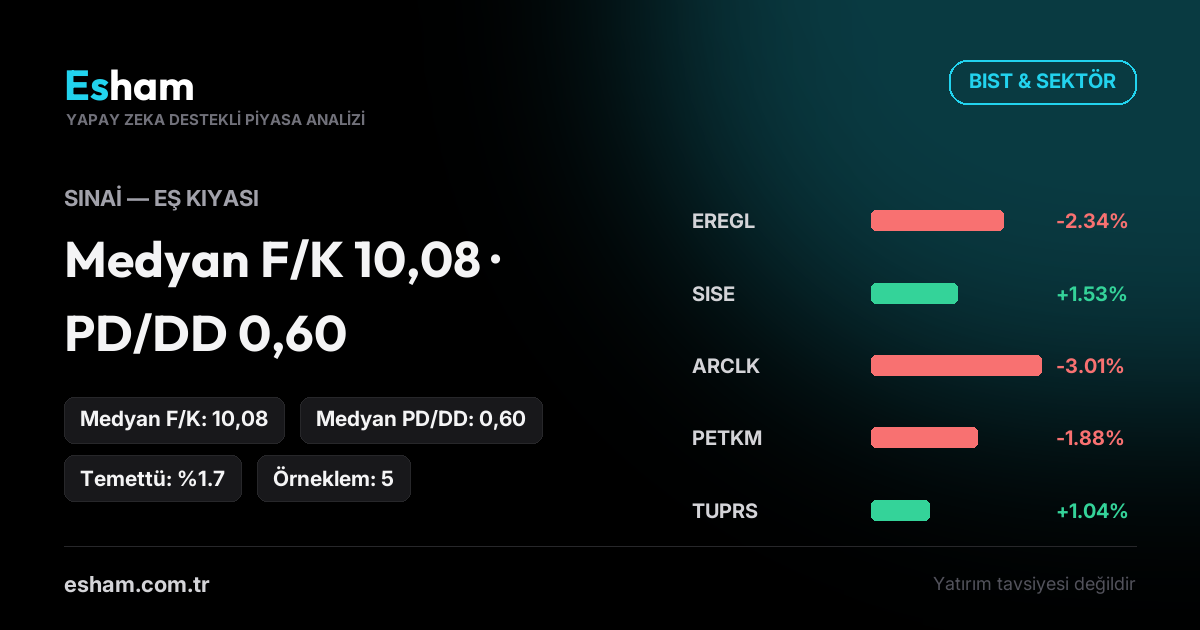 Esham
YAPAY ZEKA DESTEKLİ PİYASA ANALİZİ
BIST & SEKTÖR
SINAİ — EŞ KIYASI
Medyan F/K 10,08 ·
PD/DD 0,60
Medyan F/K: 10,08
Medyan PD/DD: 0,60
Temettü: %1.7
Örneklem: 5
EREGL -2.34%
SISE +1.53%
ARCLK -3.01%
PETKM -1.88%
TUPRS +1.04%
esham.com.tr
Yatırım tavsiyesi değildir